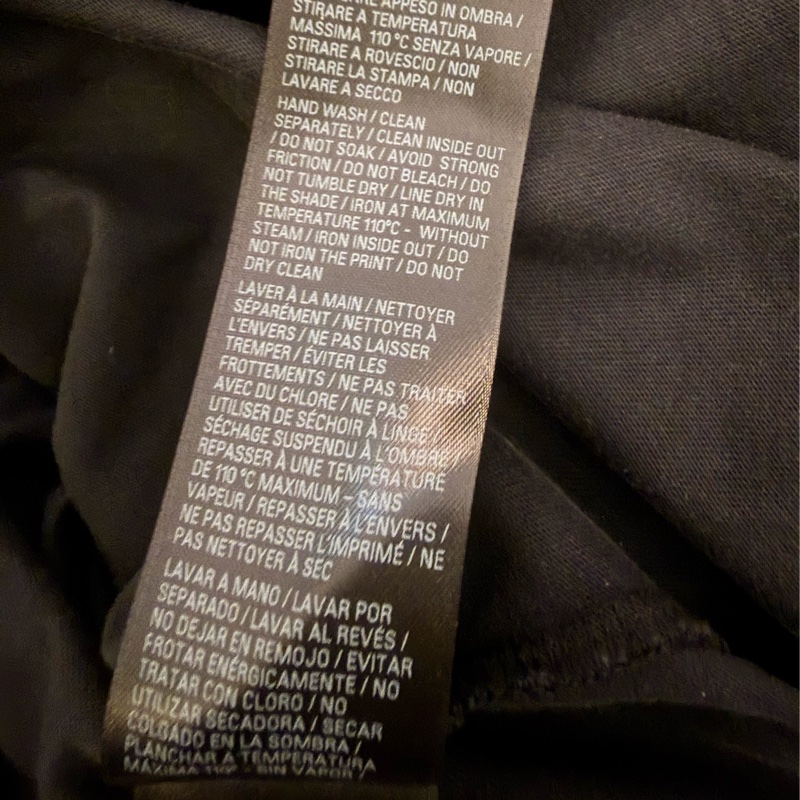 APPESO IN OMBRA /
STIRARE A TEMPERATURA
MASSIMA 110 °C SENZA VAPORE /
STIRARE A ROVESCIO / NON
STIRARE LA STAMPA / NON
LAVARE A SECCO
HAND WASH / CLEAN
SEPARATELY / CLEAN INSIDE OUT
/ DO NOT SOAK / AVOID STRONG
FRICTION / DO NOT BLEACH / DO
NOT TUMBLE DRY / LINE DRY IN
THE SHADE / IRON AT MAXIMUM
TEMPERATURE 110°C - WITHOUT
STEAM / IRON INSIDE OUT / DO
NOT IRON THE PRINT / DO NOT
DRY CLEAN
LAVER À LA MAIN / NETTOYER
SÉPARÉMENT / NETTOYER À
L'ENVERS / NE PAS LAISSER
TREMPER / ÉVITER LES
FROTTEMENTS / NE PAS TRAITER
AVEC DU CHLORE / NE PAS
UTILISER DE SÉCHOIR À LINGE /
SÉCHAGE SUSPENDU À L'OMBRE
REPASSER À UNE TEMPÉRATURE
DE 110 °C MAXIMUM - SANS
VAPEUR / REPASSER À L'ENVERS /
NE PAS REPASSER L'IMPRIMÉ / NE
PAS NETTOYER À SEC
LAVAR A MANO / LAVAR POR
SEPARADO / LAVAR AL REVÉS /
NO DEJAR EN REMOJO / EVITAR
FROTAR ENÉRGICAMENTE / NO
TRATAR CON CLORO / NO
UTILIZAR SECADORA / SECAR
COLGADO EN LA SOMBRA /
PLANCHAR A TEMPERATURA
MÁXIMA 110° - SIN VAPOR /